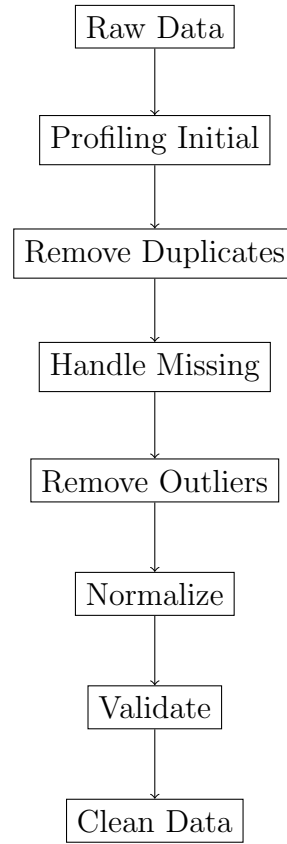 Raw Data
Profiling Initial
Remove Duplicates
Handle Missing
Remove Outliers
Normalize
Validate
Clean Data